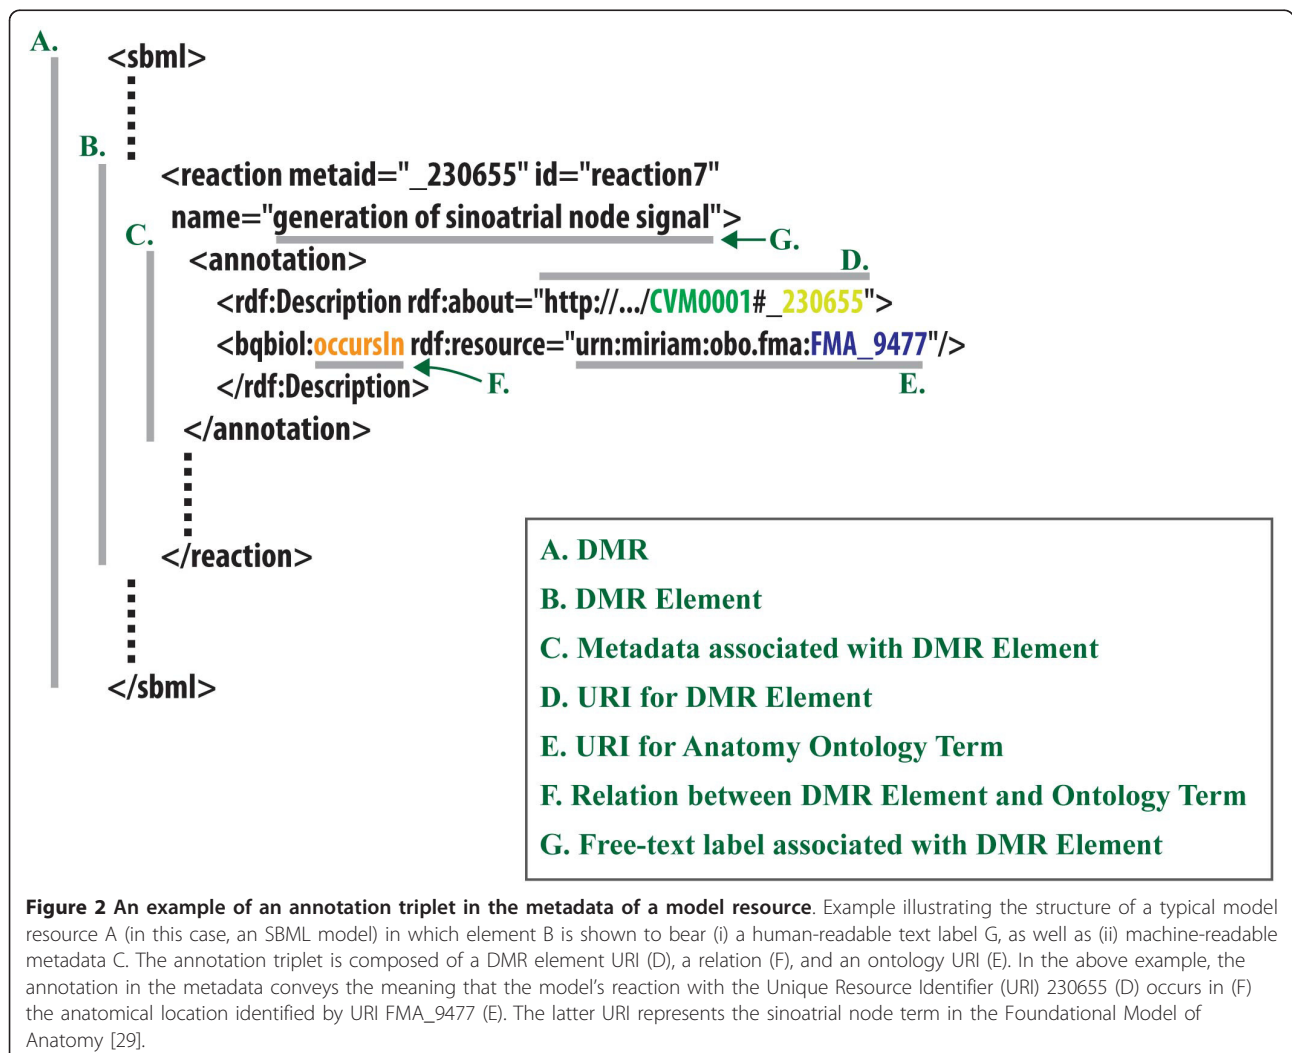 A.
<sbml>
B.
<reaction metaid="_230655" id="reaction7"
name="generation of sinoatrial node signal">
C.
G.
<annotation>
D.
<rdf:Description rdf:about="http://.../CVM0001#_230655">
<bqbiol:occursIn rdf:resource="urn:miriam:obo.fma:FMA_9477"/>
</rdf:Description>
F.
E.
</annotation>
</reaction>
</sbml>
A. DMR
B. DMR Element
C. Metadata associated with DMR Element
D. URI for DMR Element
E. URI for Anatomy Ontology Term
F. Relation between DMR Element and Ontology Term
G. Free-text label associated with DMR Element
Figure 2 An example of an annotation triplet in the metadata of a model resource. Example illustrating the structure of a typical model
resource A (in this case, an SBML model) in which element B is shown to bear (i) a human-readable text label G, as well as (ii) machine-readable
metadata C. The annotation triplet is composed of a DMR element URI (D), a relation (F), and an ontology URI (E). In the above example, the
annotation in the metadata conveys the meaning that the model's reaction with the Unique Resource Identifier (URI) 230655 (D) occurs in (F)
the anatomical location identified by URI FMA_9477 (E). The latter URI represents the sinoatrial node term in the Foundational Model of
Anatomy [29].